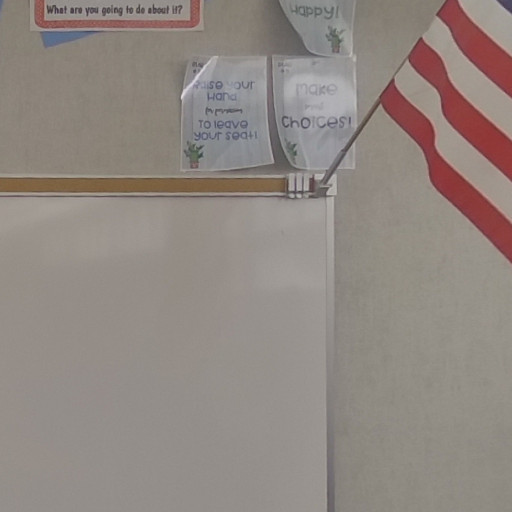 What are you going to do about it?
Happy!
Raise your
Hand
for permission
To leave
your seat!
Make
choices!